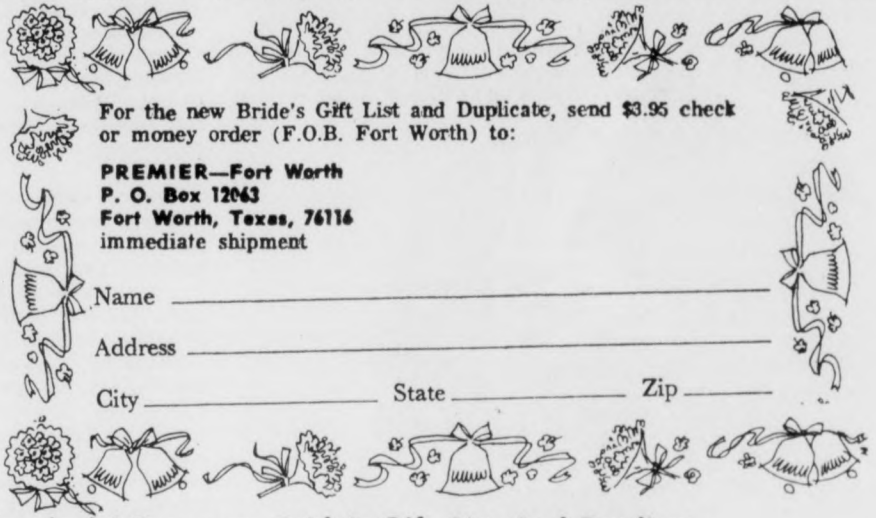 For the new Bride's Gift List and Duplicate, send $3.95 check
or money order (F.O.B. Fort Worth) to:
PREMIER—Fort Worth
P. O. Box 12063
Fort Worth, Texas, 76116
immediate shipment
Name
Address
City State Zip